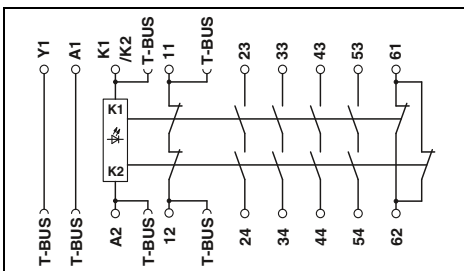 Y1
A1
K1
/K2
T-BUS
11
T-BUS
23
33
43
53
61
K1
K2
T-BUS
T-BUS
A2
T-BUS
12
T-BUS
24
34
44
54
62